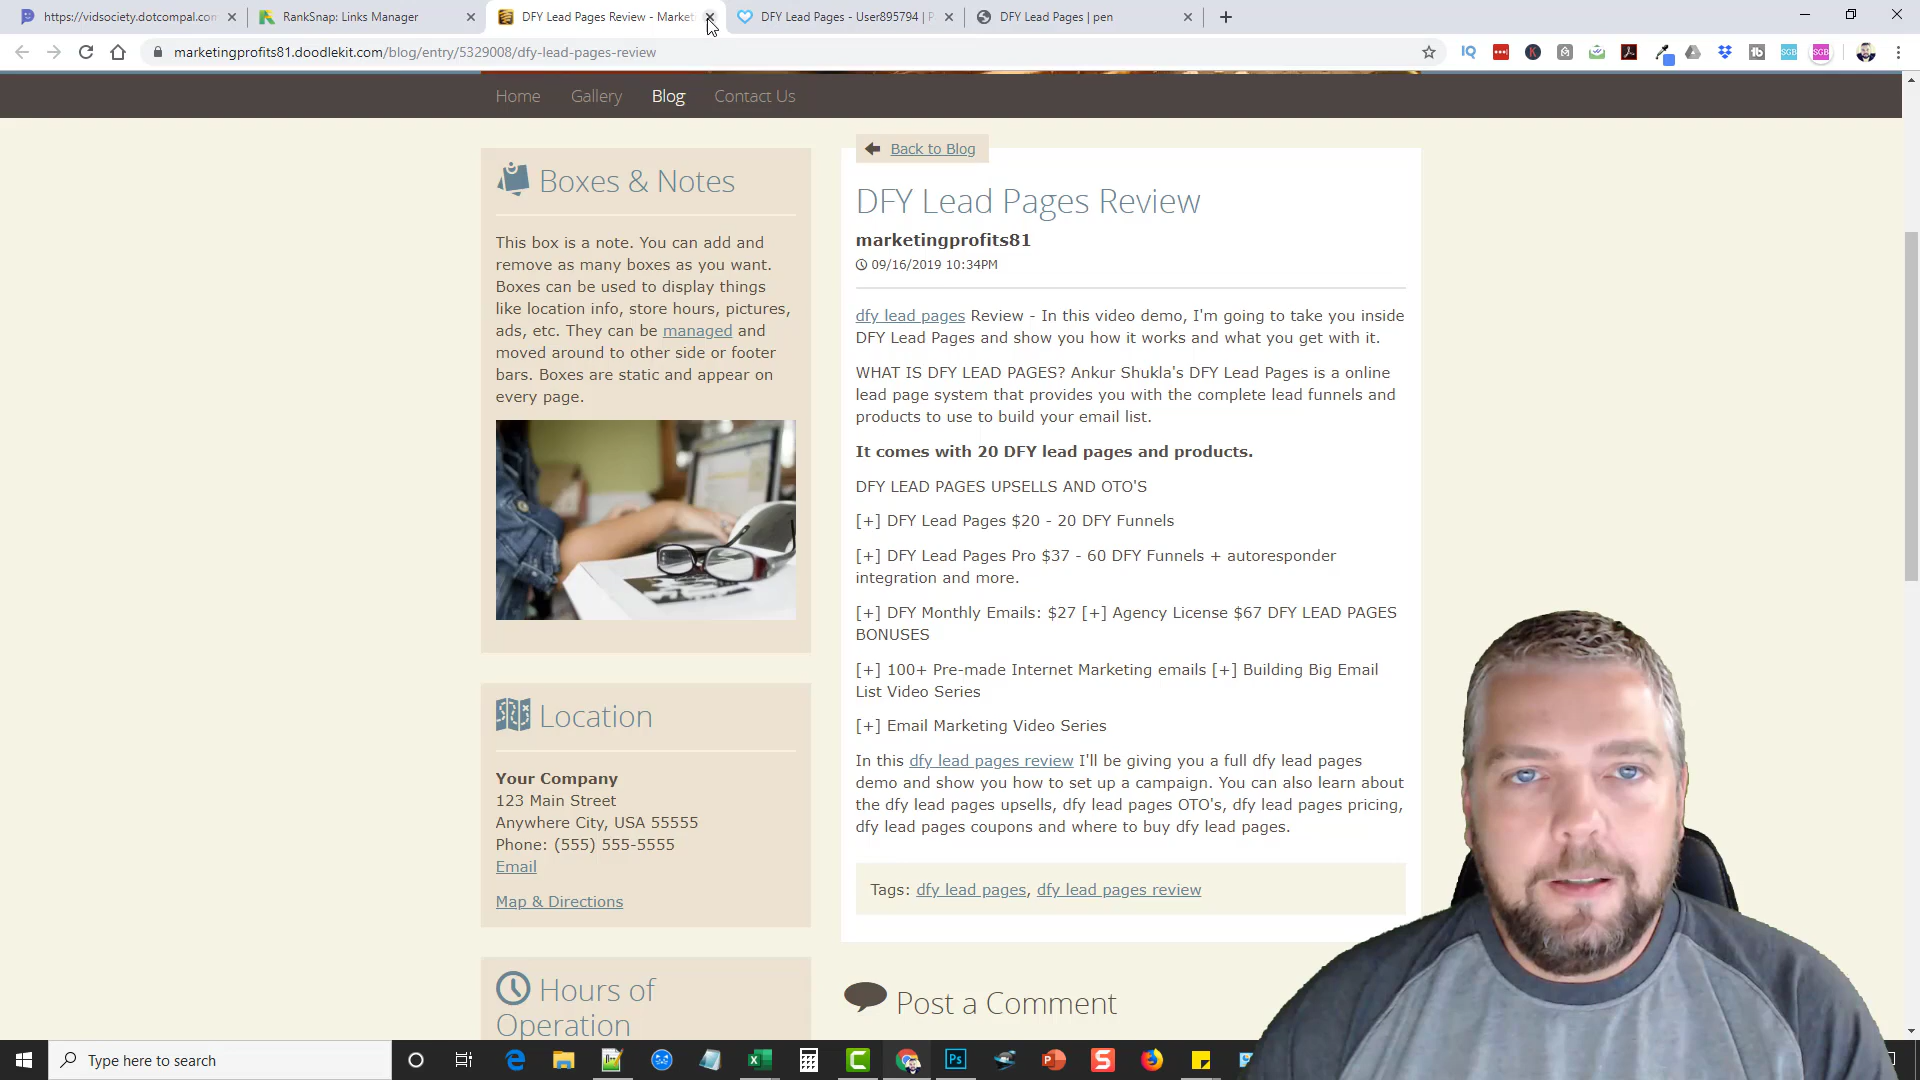 https://vidsociety.dotcompal.com
RankSnap: Links Manager
DFY Lead Pages Review - Market
DFY Lead Pages - User895794 | P
DFY Lead Pages | pen
marketingprofits81.doodlekit.com/blog/entry/5329008/dfy-lead-pages-review
Home
Gallery
Blog
Contact Us
Boxes & Notes
This box is a note. You can add and
remove as many boxes as you want.
Boxes can be used to display things
like location info, store hours, pictures,
ads, etc. They can be managed and
moved around to other side or footer
bars. Boxes are static and appear on
every page.
Location
Your Company
123 Main Street
Anywhere City, USA 55555
Phone: (555) 555-5555
Email
Map & Directions
Hours of
Operation
Back to Blog
DFY Lead Pages Review
marketingprofits81
09/16/2019 10:34PM
dfy lead pages Review - In this video demo, I'm going to take you inside
DFY Lead Pages and show you how it works and what you get with it.
WHAT IS DFY LEAD PAGES? Ankur Shukla's DFY Lead Pages is a online
lead page system that provides you with the complete lead funnels and
products to use to build your email list.
It comes with 20 DFY lead pages and products.
DFY LEAD PAGES UPSELLS AND OTO'S
[+] DFY Lead Pages $20 - 20 DFY Funnels
[+] DFY Lead Pages Pro $37 - 60 DFY Funnels + autoresponder
integration and more.
[+] DFY Monthly Emails: $27 [+] Agency License $67 DFY LEAD PAGES
BONUSES
[+] 100+ Pre-made Internet Marketing emails [+] Building Big Email
List Video Series
[+] Email Marketing Video Series
In this dfy lead pages review I'll be giving you a full dfy lead pages
demo and show you how to set up a campaign. You can also learn about
the dfy lead pages upsells, dfy lead pages OTO's, dfy lead pages pricing,
dfy lead pages coupons and where to buy dfy lead pages.
Tags: dfy lead pages, dfy lead pages review
Post a Comment
Type here to search